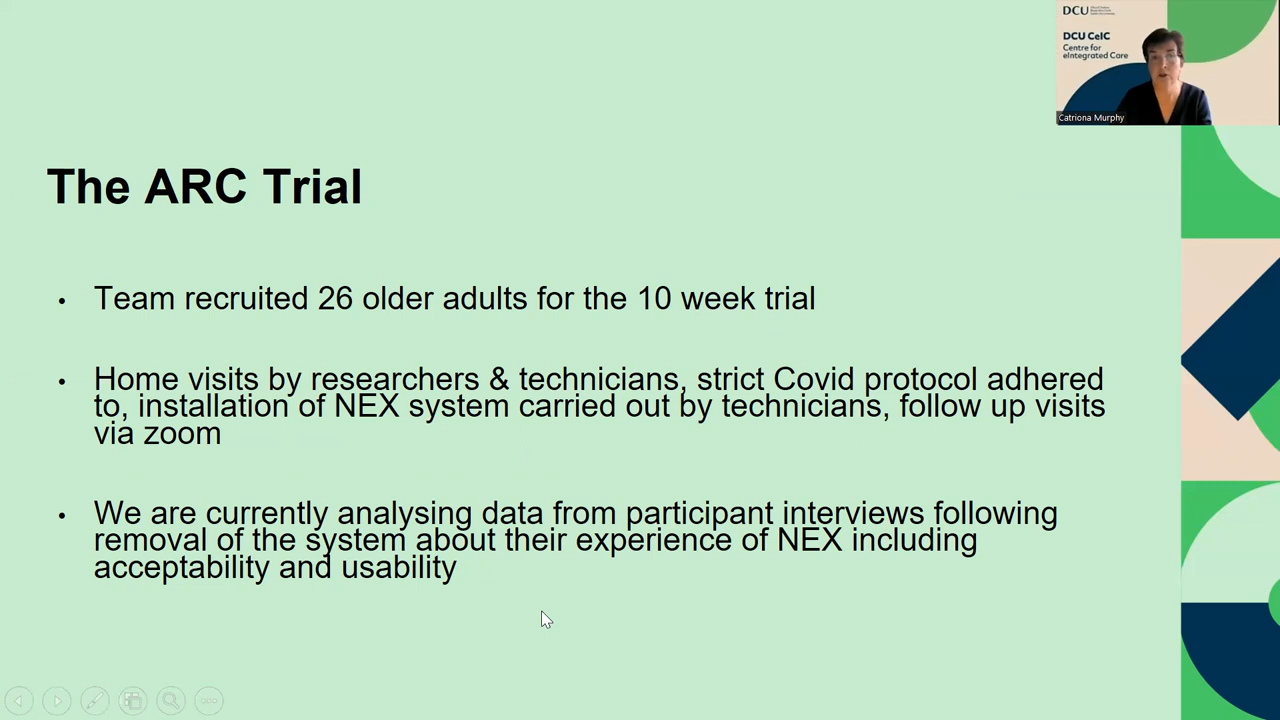 DCU
DCU CeIC
Centre for
eIntegrated Care
Catriona Murphy
The ARC Trial
• Team recruited 26 older adults for the 10 week trial
• Home visits by researchers & technicians, strict Covid protocol adhered
to, installation of NEX system carried out by technicians, follow up visits
via zoom
• We are currently analysing data from participant interviews following
removal of the system about their experience of NEX including
acceptability and usability